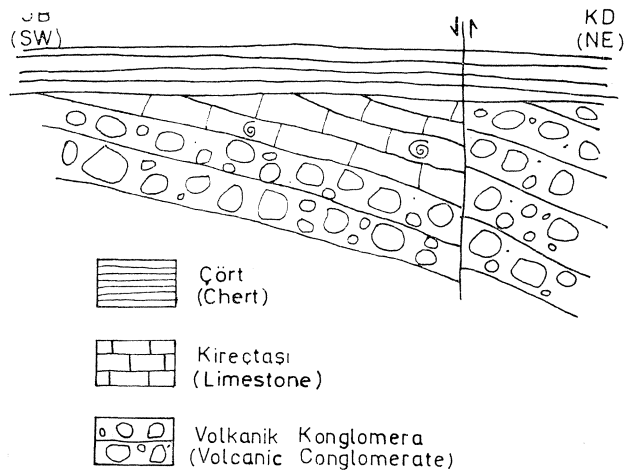 (SW)
KD
(NE)
Çört
(Chert)
Kireçtaşı
(Limestone)
Volkanik Konglomera
(Volcanic Conglomerate)